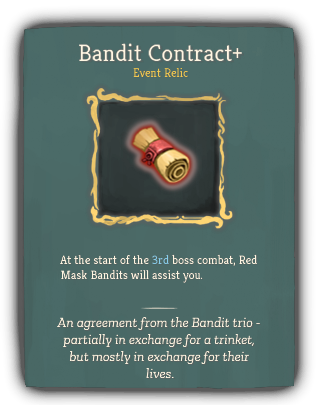 Bandit Contract+
Event Relic
At the start of the 3rd boss combat, Red
Mask Bandits will assist you.
An agreement from the Bandit trio -
partially in exchange for a trinket,
but mostly in exchange for their
lives.